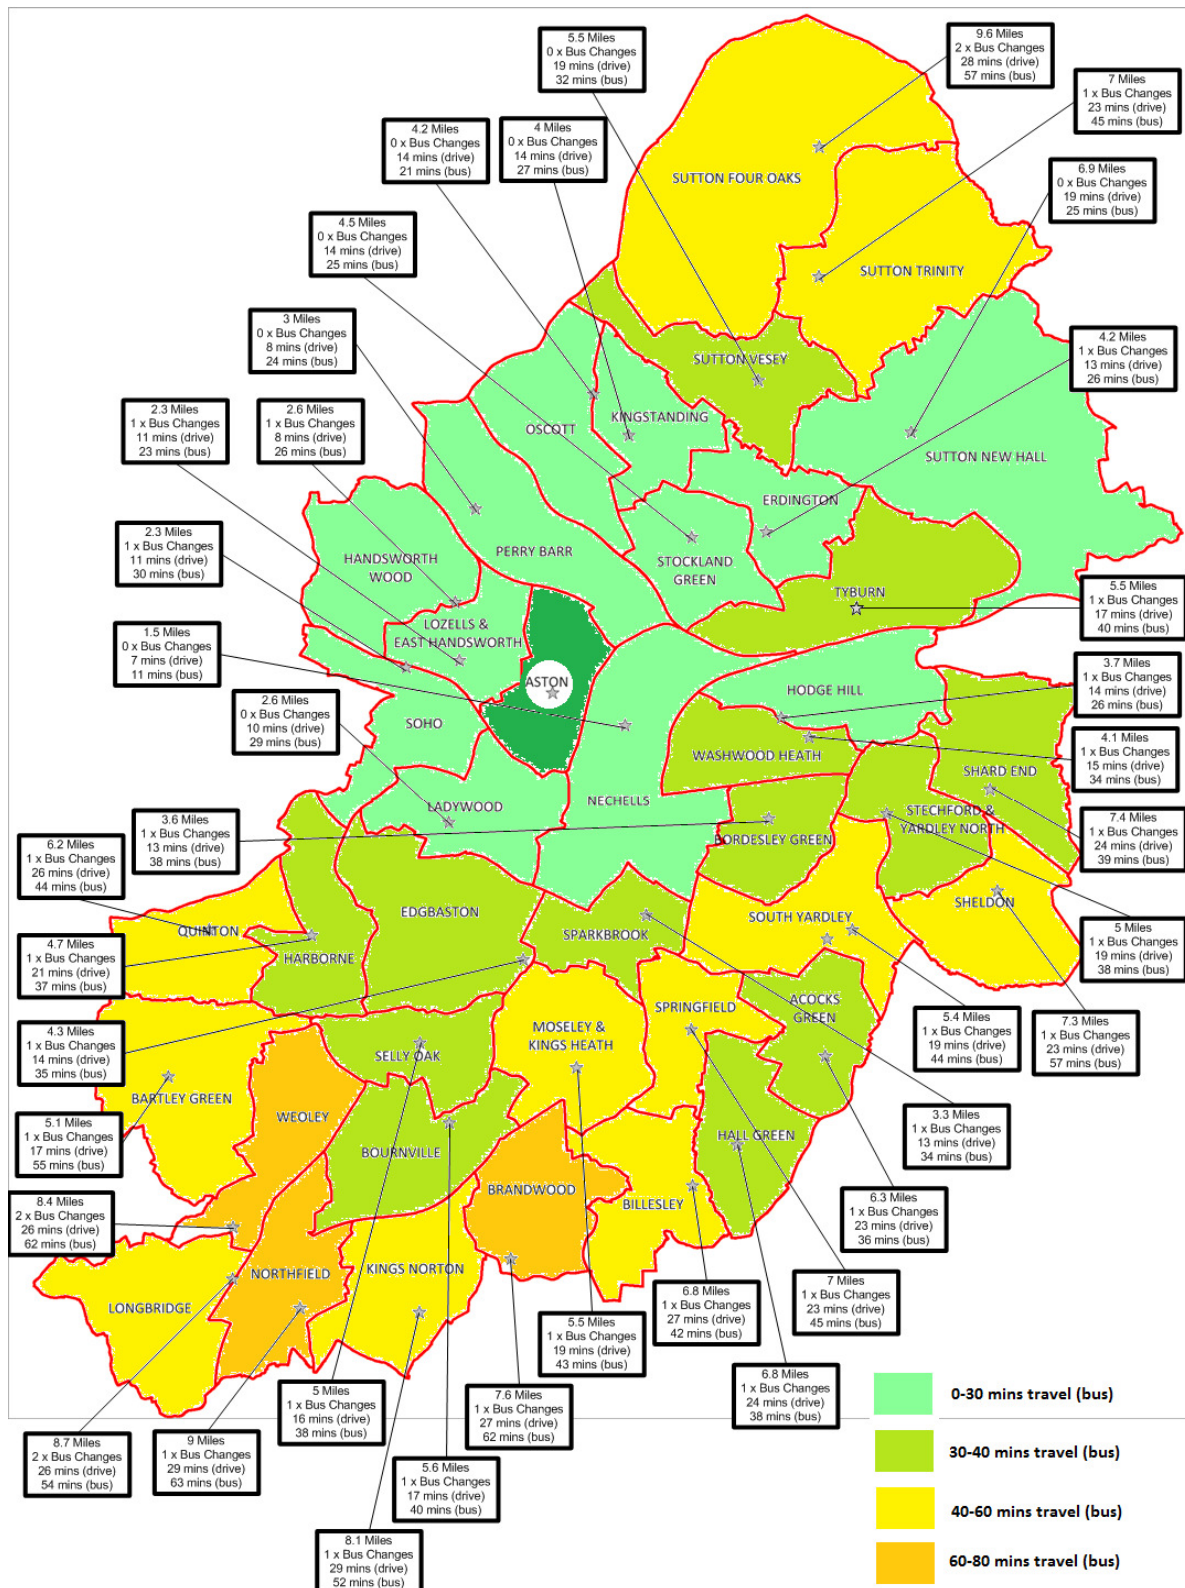 5.5 Miles
0 x Bus Changes
19 mins (drive)
32 mins (bus)
9.6 Miles
2 x Bus Changes
28 mins (drive)
57 mins (bus)
7 Miles
1 x Bus Changes
23 mins (drive)
45 mins (bus)
4.2 Miles
0 x Bus Changes
14 mins (drive)
21 mins (bus)
4 Miles
0 x Bus Changes
14 mins (drive)
27 mins (bus)
6.9 Miles
0 x Bus Changes
19 mins (drive)
25 mins (bus)
4.5 Miles
0 x Bus Changes
14 mins (drive)
25 mins (bus)
3 Miles
0 x Bus Changes
8 mins (drive)
24 mins (bus)
4.2 Miles
1 x Bus Changes
13 mins (drive)
26 mins (bus)
2.3 Miles
1 x Bus Changes
11 mins (drive)
23 mins (bus)
2.6 Miles
1 x Bus Changes
8 mins (drive)
26 mins (bus)
2.3 Miles
1 x Bus Changes
11 mins (drive)
30 mins (bus)
1.5 Miles
0 x Bus Changes
7 mins (drive)
11 mins (bus)
2.6 Miles
0 x Bus Changes
10 mins (drive)
29 mins (bus)
5.5 Miles
1 x Bus Changes
17 mins (drive)
40 mins (bus)
3.7 Miles
1 x Bus Changes
14 mins (drive)
26 mins (bus)
4.1 Miles
1 x Bus Changes
15 mins (drive)
34 mins (bus)
7.4 Miles
1 x Bus Changes
24 mins (drive)
39 mins (bus)
3.6 Miles
1 x Bus Changes
13 mins (drive)
38 mins (bus)
6.2 Miles
1 x Bus Changes
26 mins (drive)
44 mins (bus)
4.7 Miles
1 x Bus Changes
21 mins (drive)
37 mins (bus)
4.3 Miles
1 x Bus Changes
14 mins (drive)
35 mins (bus)
5 Miles
1 x Bus Changes
19 mins (drive)
38 mins (bus)
5.4 Miles
1 x Bus Changes
19 mins (drive)
44 mins (bus)
7.3 Miles
1 x Bus Changes
23 mins (drive)
57 mins (bus)
5.1 Miles
1 x Bus Changes
17 mins (drive)
55 mins (bus)
3.3 Miles
1 x Bus Changes
13 mins (drive)
34 mins (bus)
8.4 Miles
2 x Bus Changes
26 mins (drive)
62 mins (bus)
6.3 Miles
1 x Bus Changes
23 mins (drive)
36 mins (bus)
7 Miles
1 x Bus Changes
23 mins (drive)
45 mins (bus)
6.8 Miles
1 x Bus Changes
27 mins (drive)
42 mins (bus)
5.5 Miles
1 x Bus Changes
19 mins (drive)
43 mins (bus)
6.8 Miles
1 x Bus Changes
24 mins (drive)
38 mins (bus)
5 Miles
1 x Bus Changes
16 mins (drive)
38 mins (bus)
7.6 Miles
1 x Bus Changes
27 mins (drive)
62 mins (bus)
8.7 Miles
2 x Bus Changes
26 mins (drive)
54 mins (bus)
9 Miles
1 x Bus Changes
29 mins (drive)
63 mins (bus)
5.6 Miles
1 x Bus Changes
17 mins (drive)
40 mins (bus)
8.1 Miles
1 x Bus Changes
29 mins (drive)
52 mins (bus)
SUTTON FOUR OAKS
SUTTON TRINITY
SUTTON VESEY
OSCOTT
KINGSTANDING
SUTTON NEW HALL
ERDINGTON
HANDSWORTH
WOOD
PERRY BARR
STOCKLAND
GREEN
TYBURN
LOZELLS &
EAST HANDSWORTH
ASTON
HODGE HILL
SOHO
WASHWOOD HEATH
SHARD END
LADYWOOD
NECHELLS
STECHFORD &
YARDLEY NORTH
BORDESLEY GREEN
SHELDON
EDGBASTON
SOUTH YARDLEY
QUINTON
HARBORNE
SPARKBROOK
ACOCKS
GREEN
SPRINGFIELD
MOSELEY &
KINGS HEATH
SELLY OAK
BARTLEY GREEN
WEOLEY
HALL GREEN
BOURNVILLE
BRANDWOOD
BILLESLEY
KINGS NORTON
NORTHFIELD
LONGBRIDGE
0-30 mins travel (bus)
30-40 mins travel (bus)
40-60 mins travel (bus)
60-80 mins travel (bus)